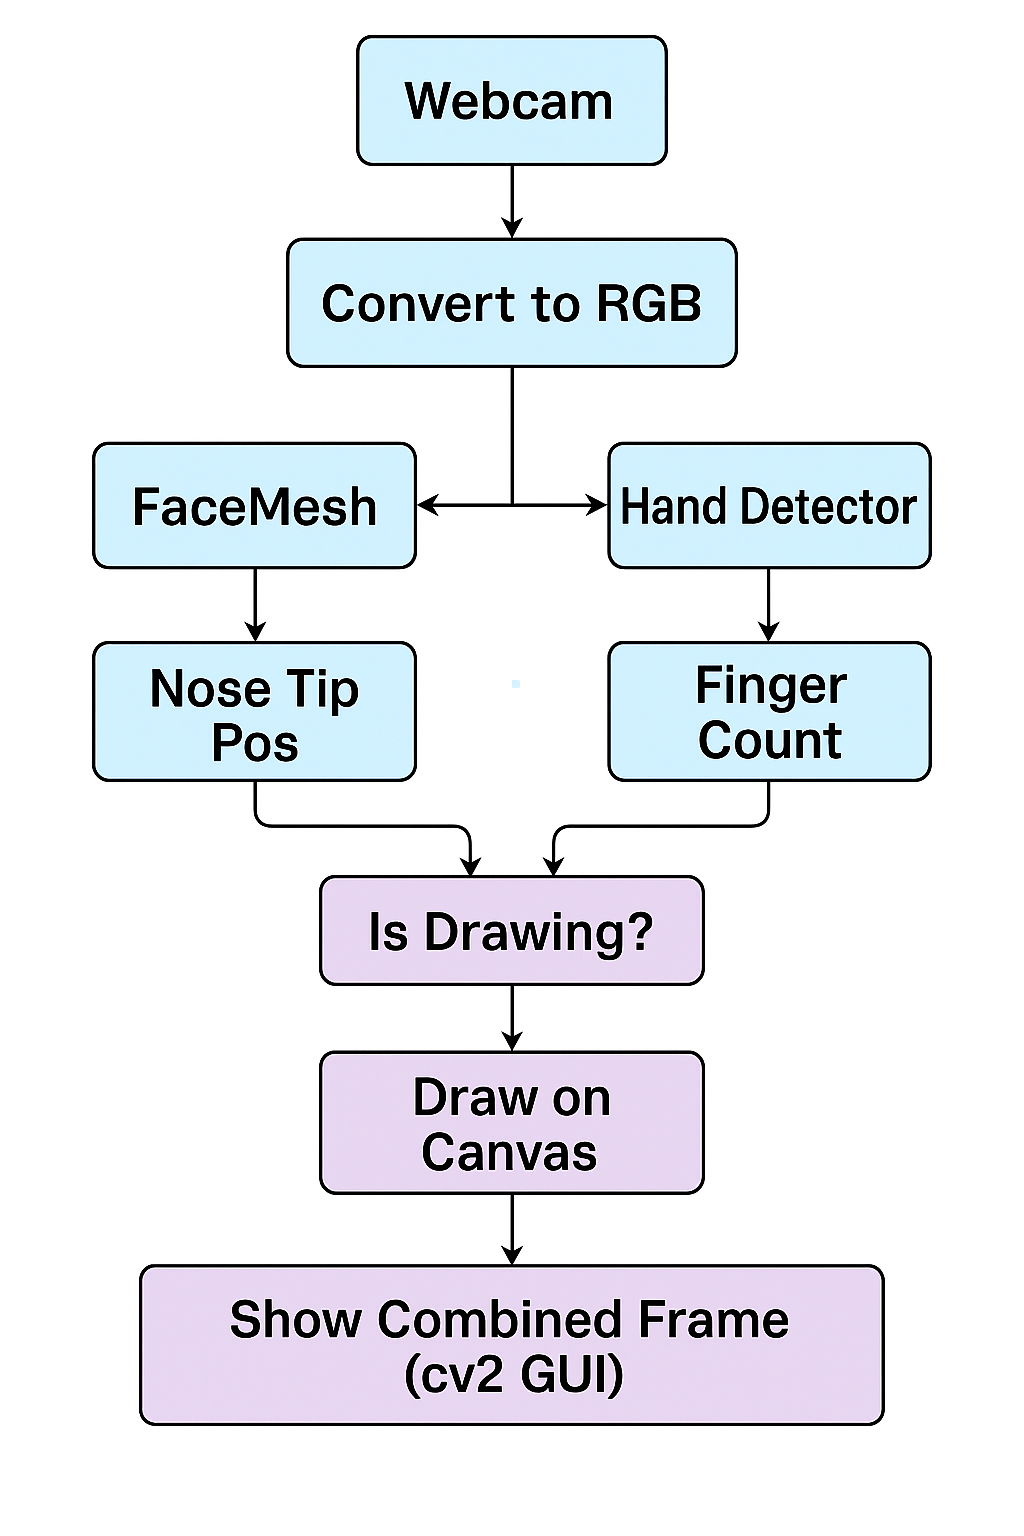 Webcam
Convert to RGB
FaceMesh
Hand Detector
Nose Tip
Pos
Finger
Count
Is Drawing?
Draw on
Canvas
Show Combined Frame
(cv2 GUI)